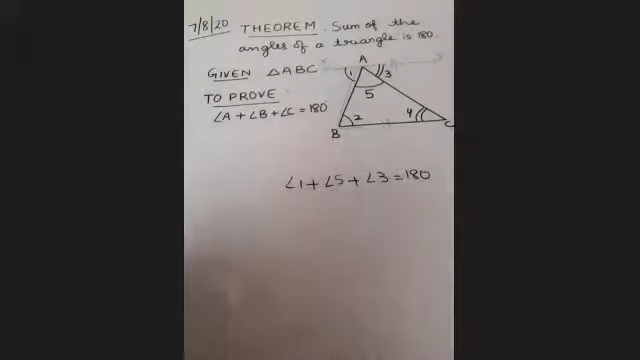 7/8/20 THEOREM. Sum of the
angles of a triangle is 180.
GIVEN △ABC
TO PROVE
∠A + ∠B + ∠C = 180
A
1
3
5
2
4
B
C
∠1 + ∠5 + ∠3 = 180